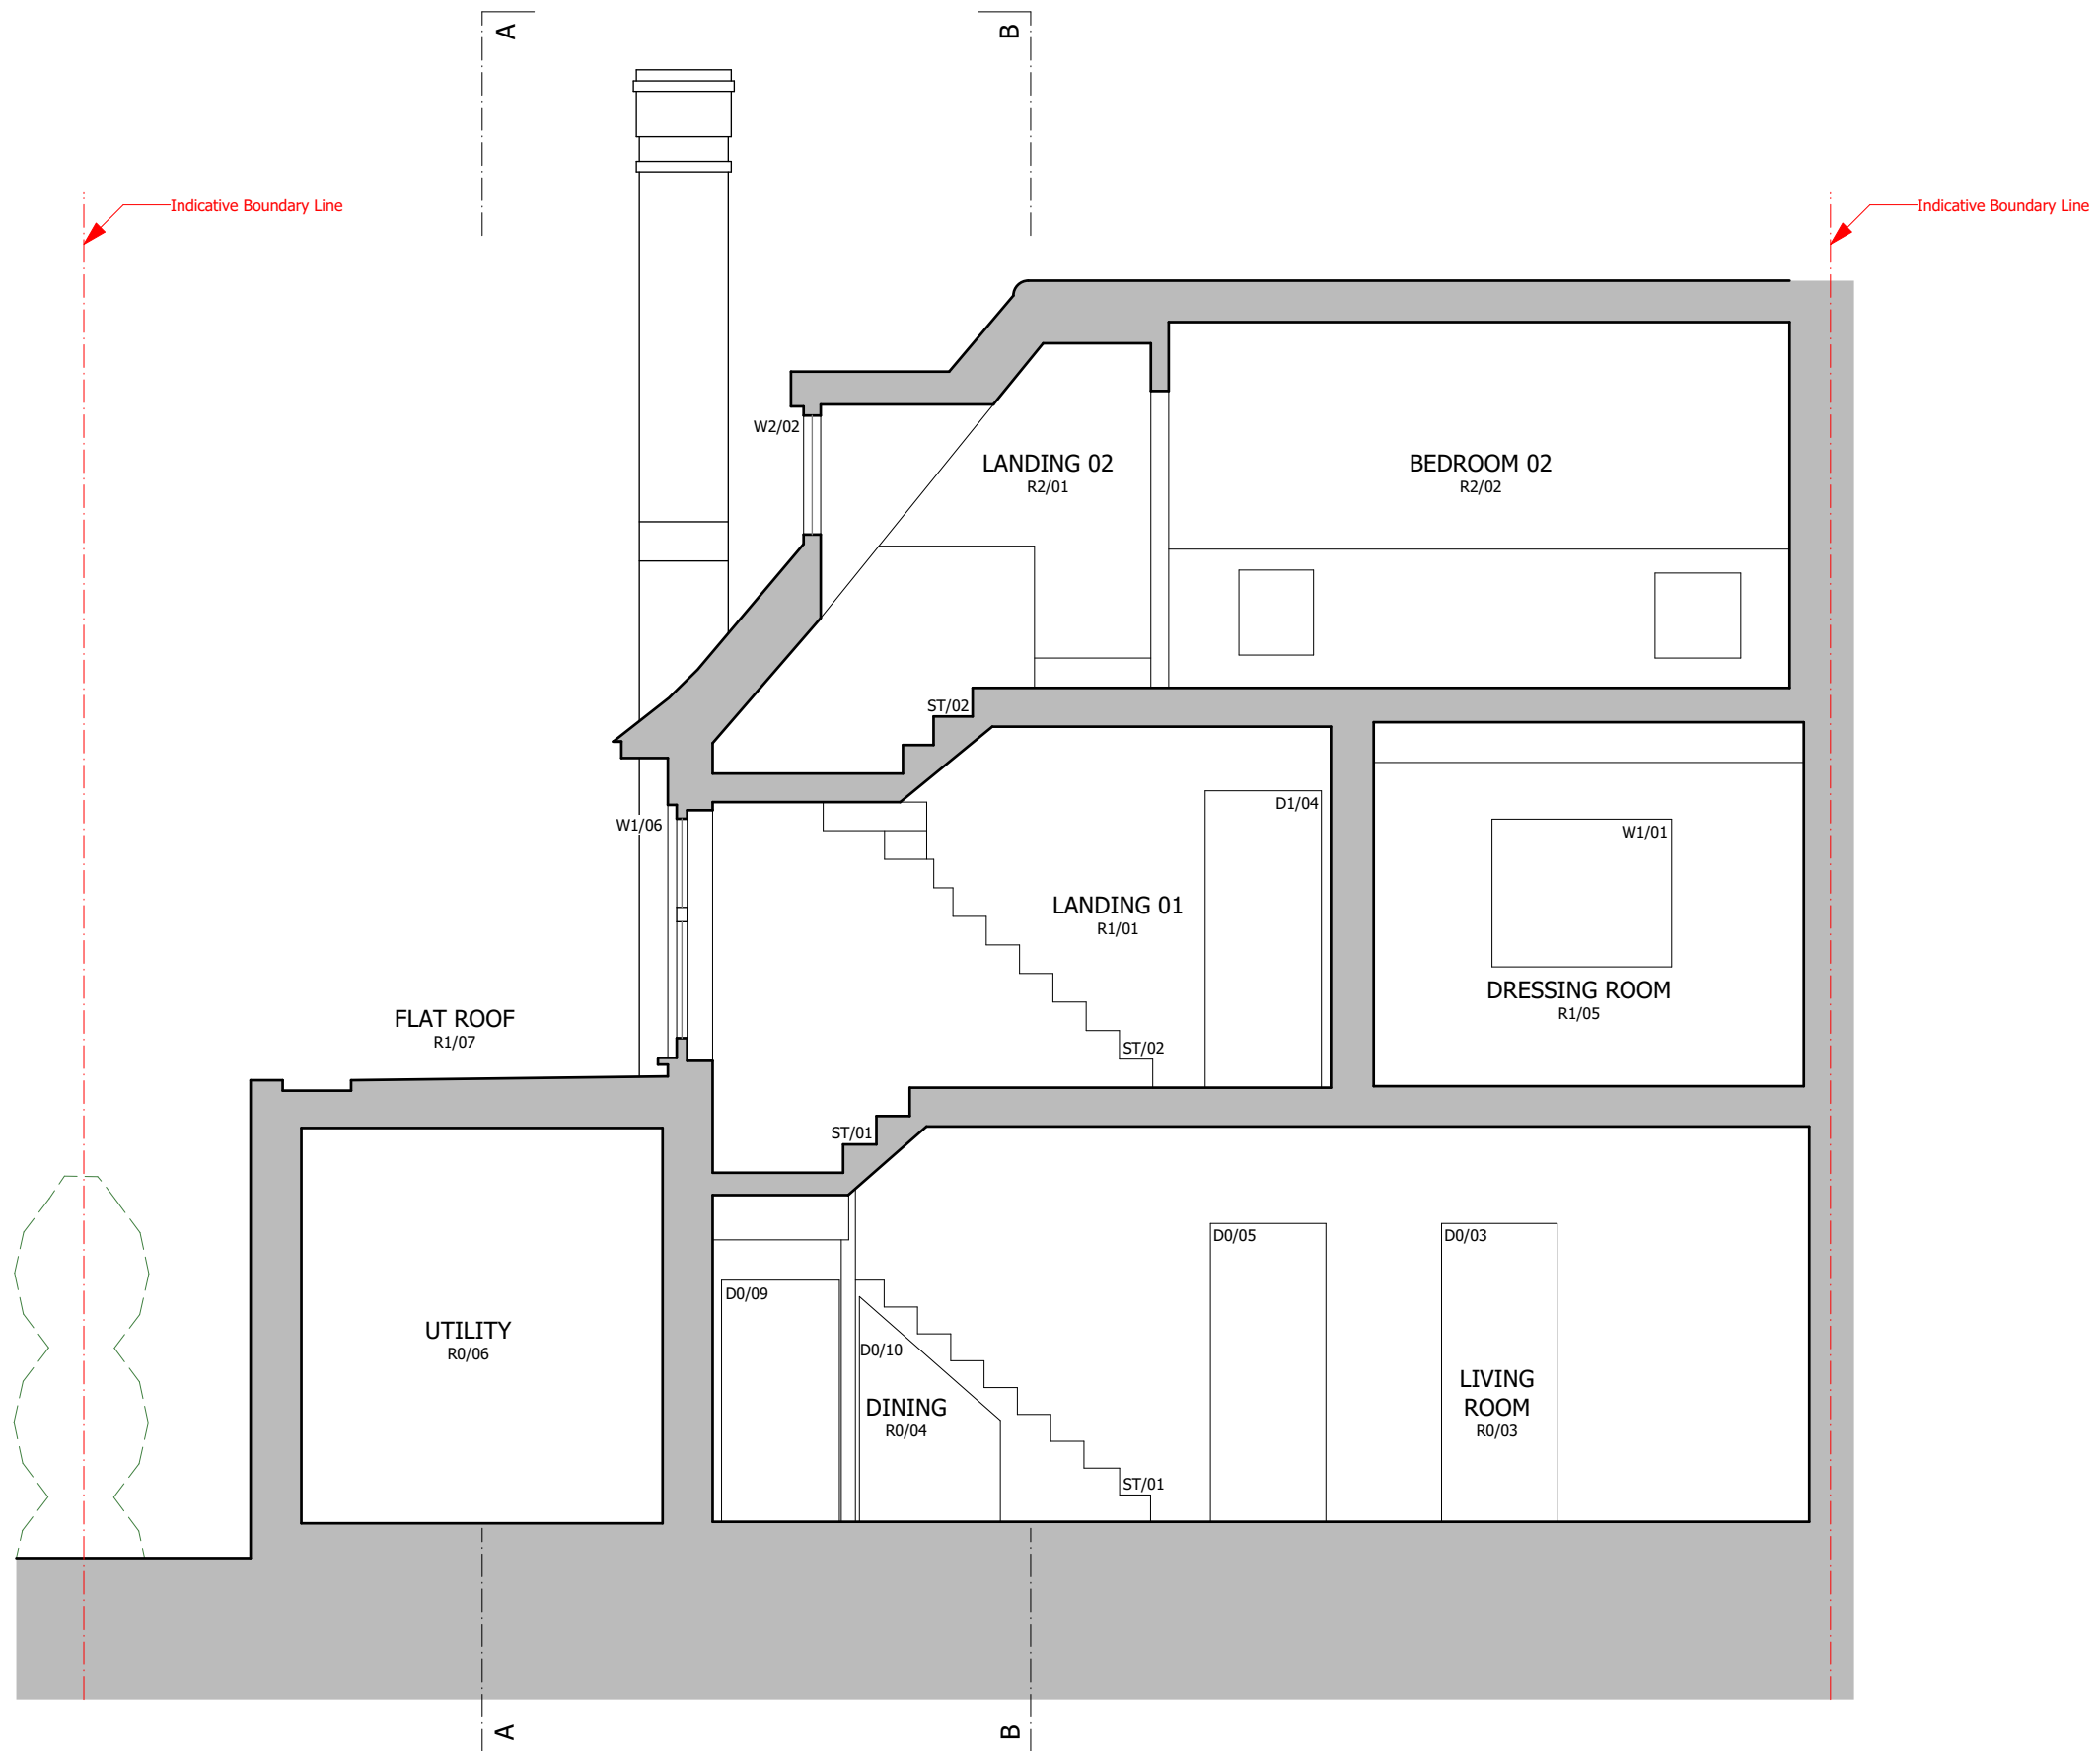 A
B
Indicative Boundary Line
Indicative Boundary Line
W2/02
LANDING 02
R2/01
BEDROOM 02
R2/02
ST/02
W1/06
D1/04
W1/01
LANDING 01
R1/01
DRESSING ROOM
R1/05
FLAT ROOF
R1/07
ST/02
ST/01
D0/05
D0/03
D0/09
UTILITY
R0/06
D0/10
DINING
R0/04
LIVING
ROOM
R0/03
ST/01
A
B